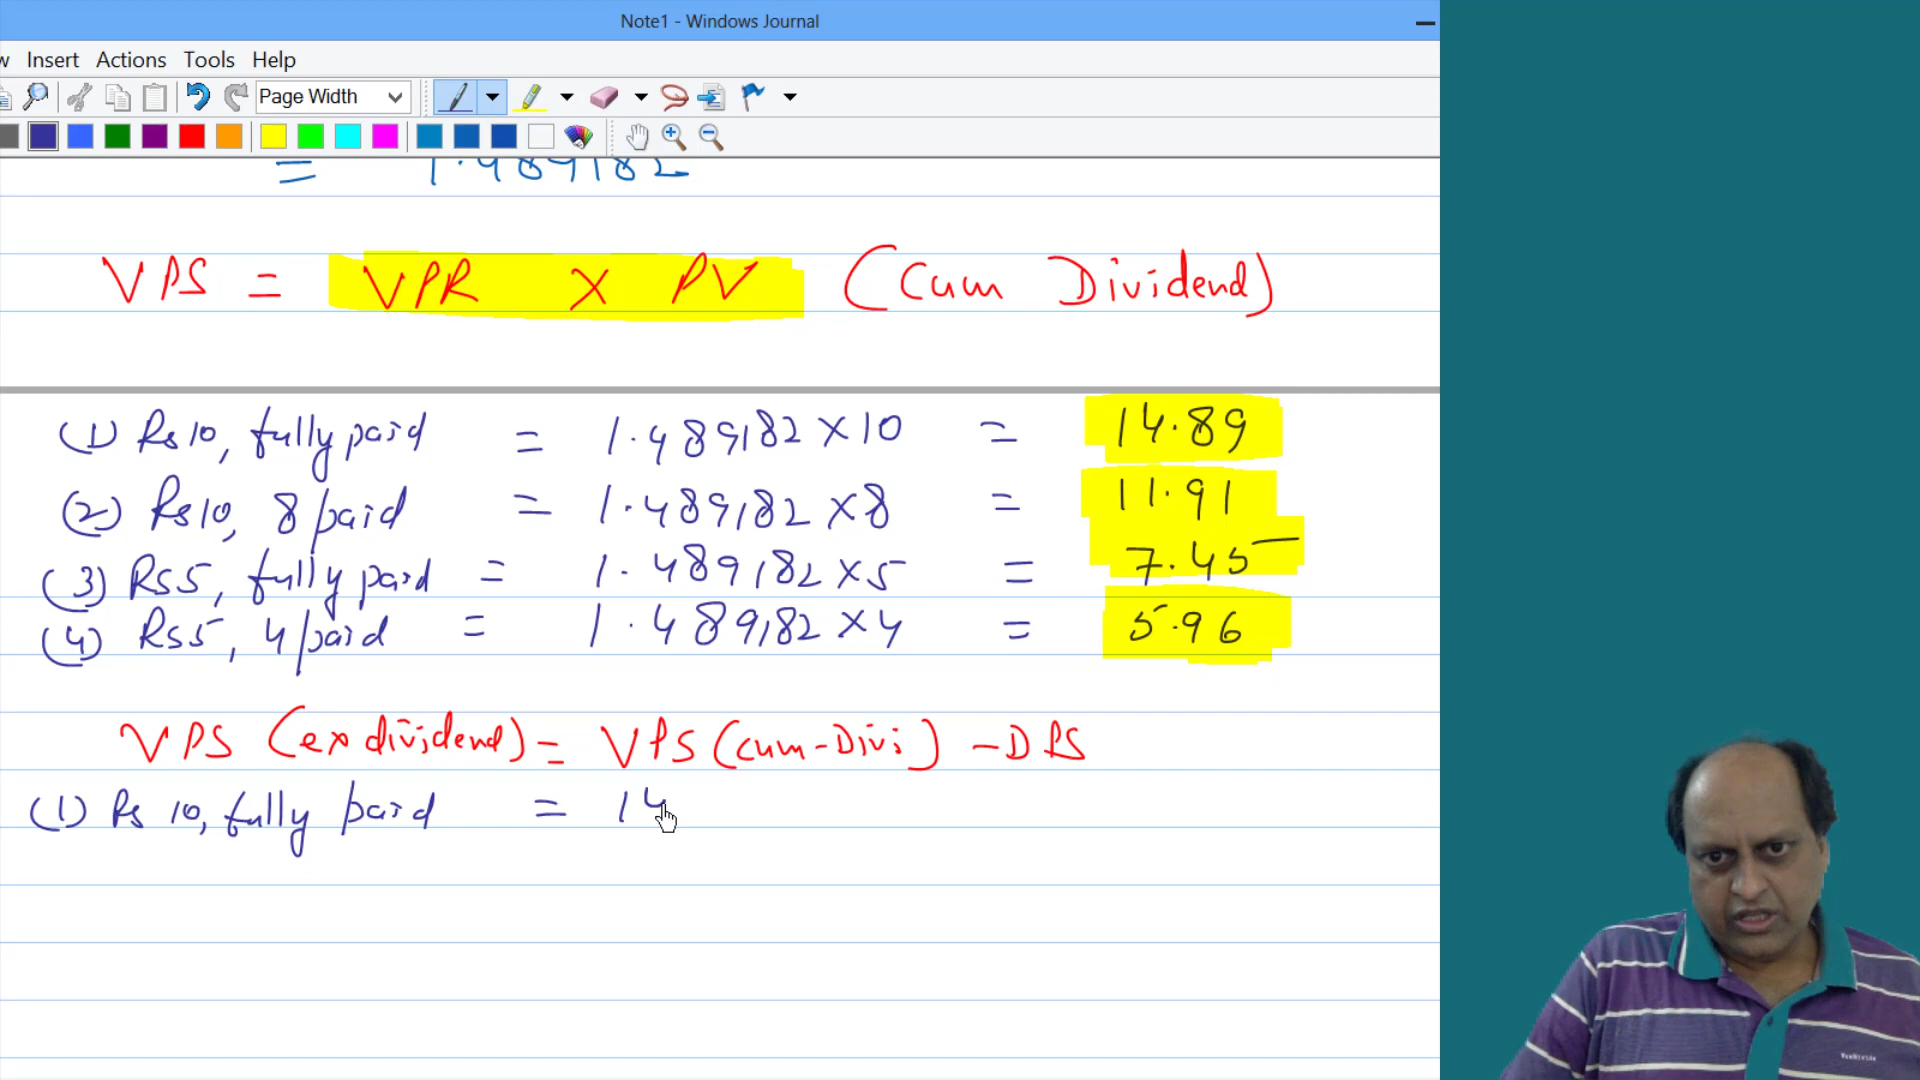 Note1 - Windows Journal
Insert Actions Tools Help
Page Width
= 1.489182
VPS = VPR X PV (Cum Dividend)
(1) Rs 10, fully paid = 1.489182 X 10 = 14.89
(2) Rs 10, 8/paid = 1.489182 X 8 = 11.91
(3) Rs 5, fully paid = 1.489182 X 5 = 7.45
(4) Rs 5, 4/paid = 1.489182 X 4 = 5.96
VPS (ex dividend) = VPS (cum-Divi) - DPS
(1) Rs 10, fully paid = 14